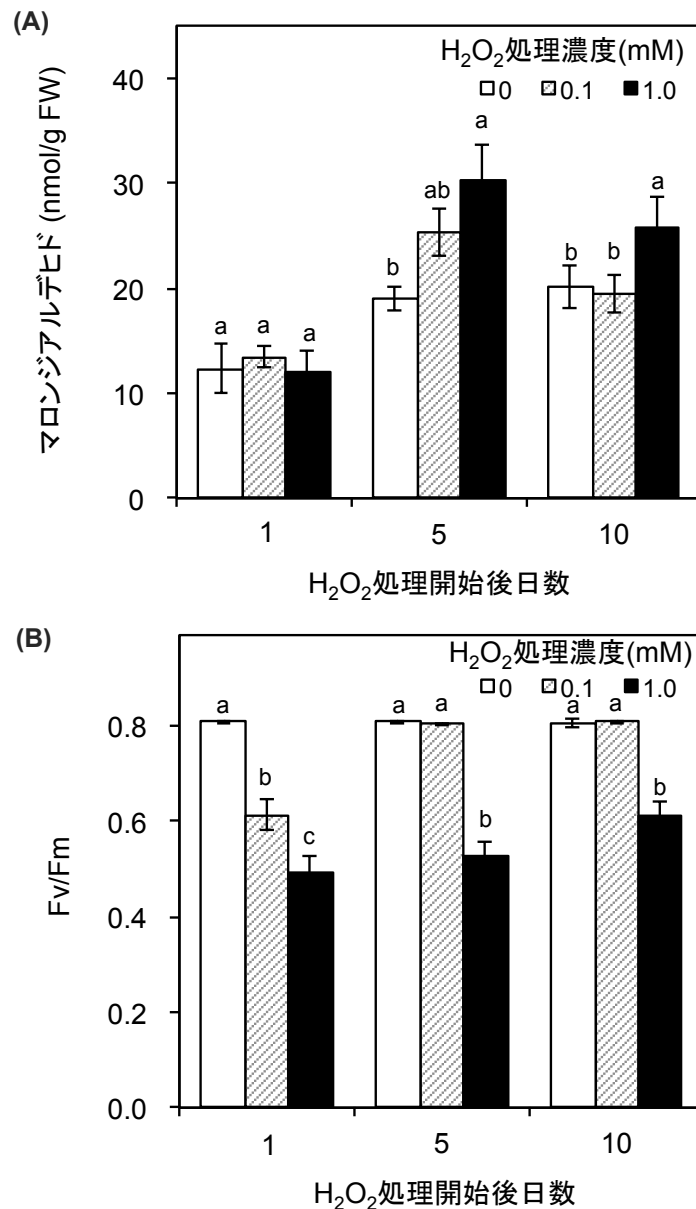 (A)
H₂O₂処理濃度(mM)
0 0.1 1.0
マロンジアルデヒド (nmol/g FW)
40
30
20
10
0
a a a
b ab a
b b a
1 5 10
H₂O₂処理開始後日数
(B)
H₂O₂処理濃度(mM)
0 0.1 1.0
Fv/Fm
0.8
0.6
0.4
0.2
0.0
a b c
a a b
a a b
1 5 10
H₂O₂処理開始後日数